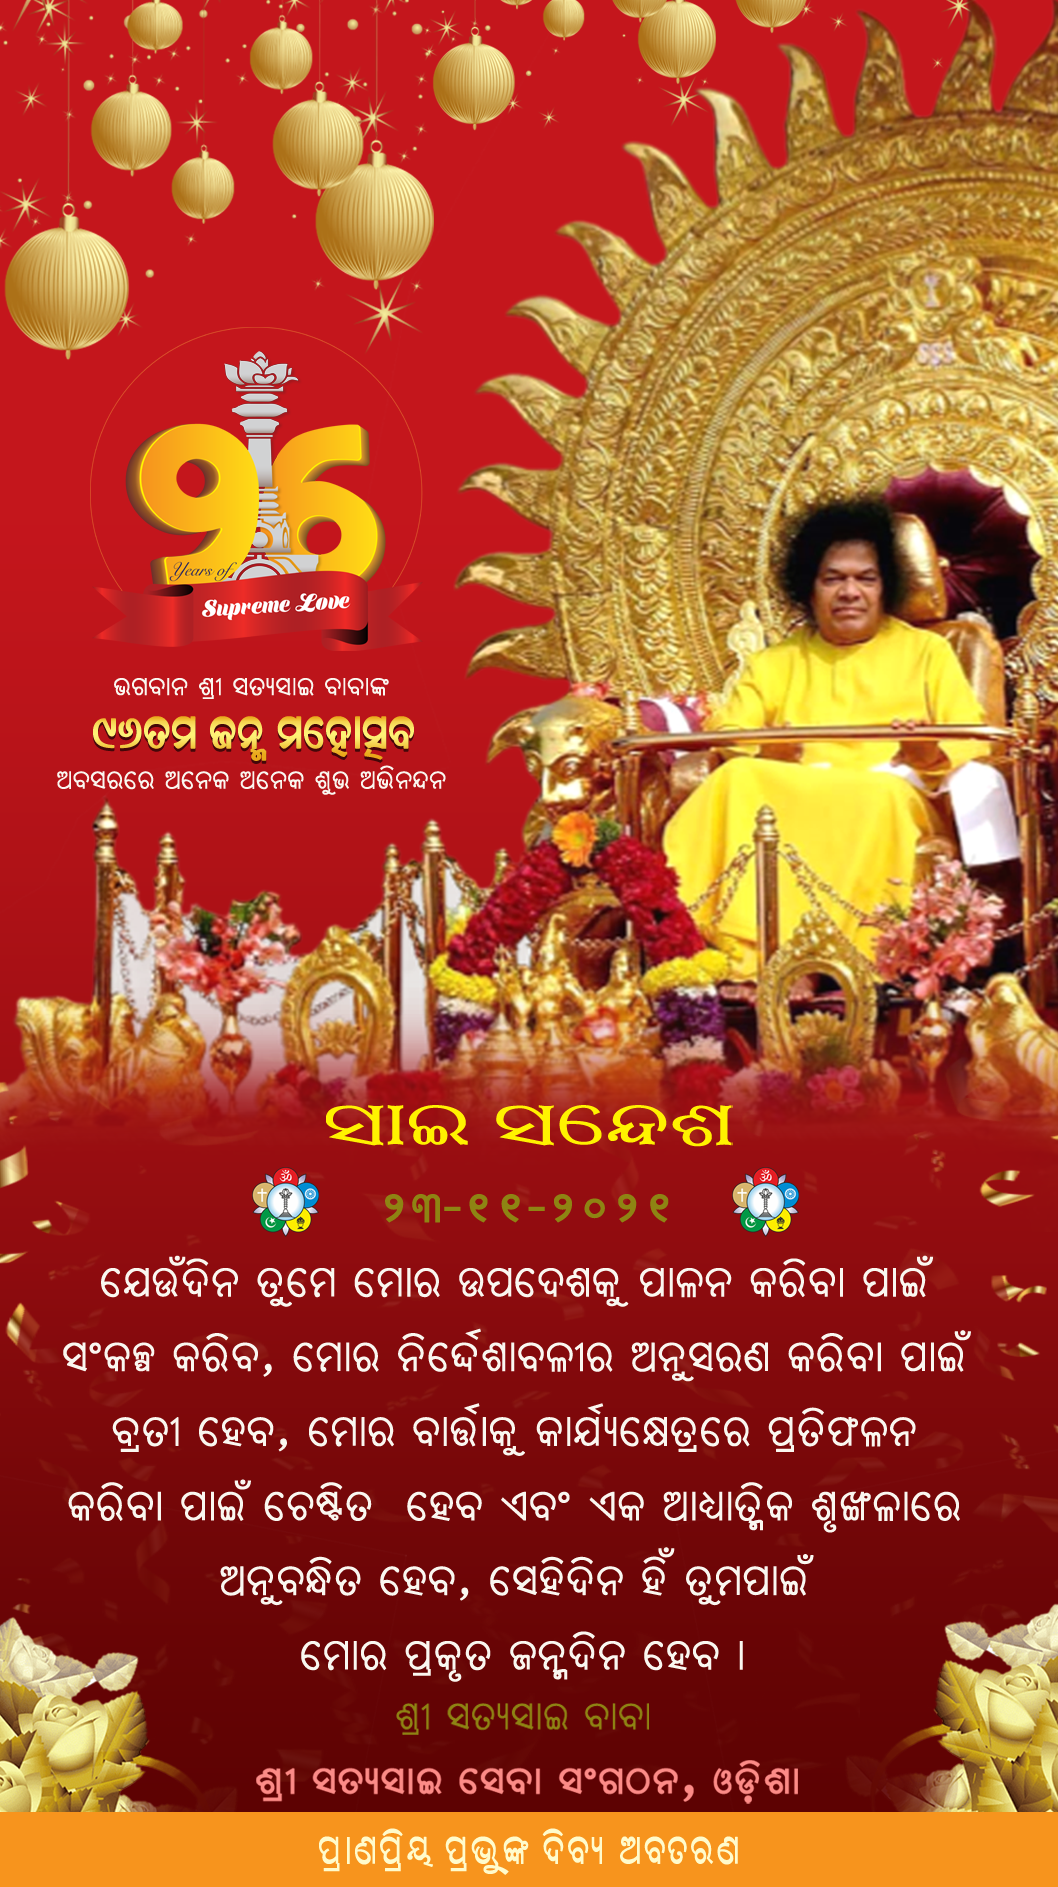 96
Years of
Supreme Love
ଭଗବାନ ଶ୍ରୀ ସତ୍ୟସାଇ ବାବାଙ୍କ
୯୬ତମ ଜନ୍ମ ମହୋତ୍ସବ
ଅବସରରେ ଅନେକ ଅନେକ ଶୁଭ ଅଭିନନ୍ଦନ
ସାଇ ସନ୍ଦେଶ
୨୩-୧୧-୨୦୨୧
ଯେଉଁଦିନ ତୁମେ ମୋର ଉପଦେଶକୁ ପାଳନ କରିବା ପାଇଁ
ସଂକଳ୍ପ କରିବ, ମୋର ନିର୍ଦ୍ଦେଶାବଳୀର ଅନୁସରଣ କରିବା ପାଇଁ
ବ୍ରତୀ ହେବ, ମୋର ବାର୍ତ୍ତାକୁ କାର୍ଯ୍ୟକ୍ଷେତ୍ରରେ ପ୍ରତିଫଳନ
କରିବା ପାଇଁ ଚେଷ୍ଟିତ ହେବ ଏବଂ ଏକ ଆଧ୍ୟାତ୍ମିକ ଶୃଙ୍ଖଳାରେ
ଅନୁବନ୍ଧିତ ହେବ, ସେହିଦିନ ହିଁ ତୁମପାଇଁ
ମୋର ପ୍ରକୃତ ଜନ୍ମଦିନ ହେବ ।
ଶ୍ରୀ ସତ୍ୟସାଇ ବାବା
ଶ୍ରୀ ସତ୍ୟସାଇ ସେବା ସଂଗଠନ, ଓଡ଼ିଶା
ପ୍ରାଣପ୍ରିୟ ପ୍ରଭୁଙ୍କ ଦିବ୍ୟ ଅବତରଣ